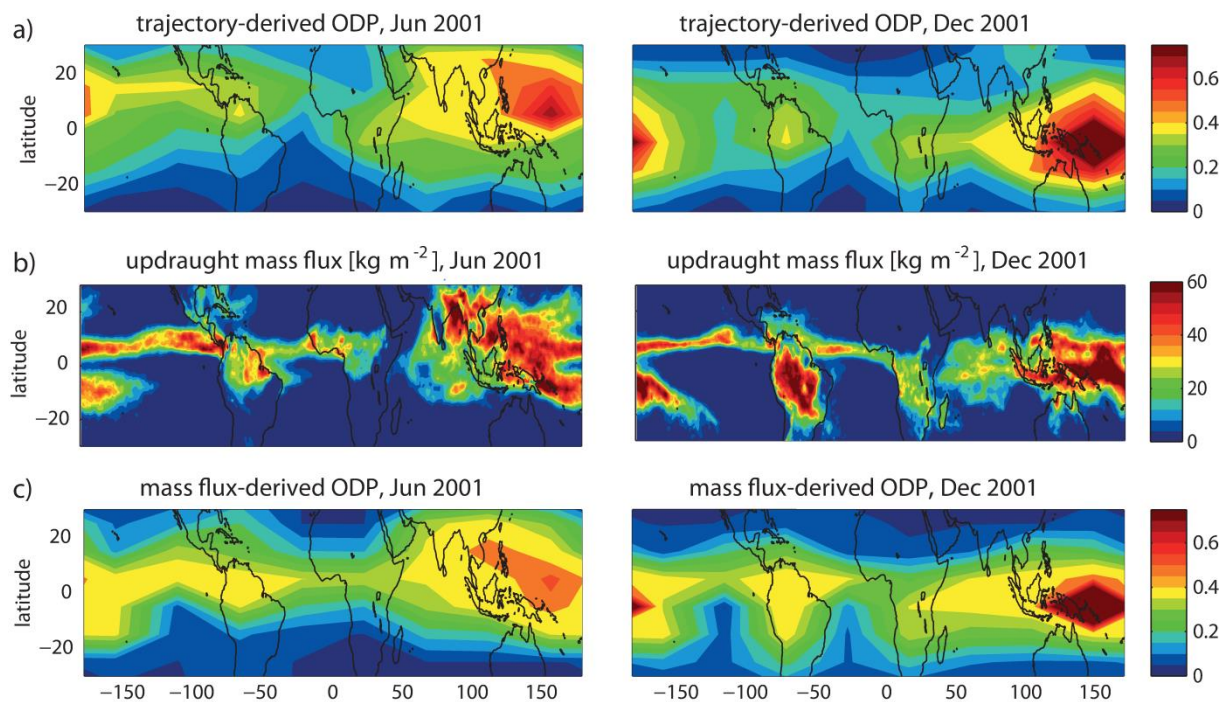 a)
trajectory-derived ODP, Jun 2001
trajectory-derived ODP, Dec 2001
latitude
20
0
−20
0.6
0.4
0.2
0
b)
updraught mass flux [kg m⁻²], Jun 2001
updraught mass flux [kg m⁻²], Dec 2001
latitude
20
0
−20
60
50
40
30
20
10
0
c)
mass flux-derived ODP, Jun 2001
mass flux-derived ODP, Dec 2001
latitude
20
0
−20
0.6
0.4
0.2
0
−150 −100 −50 0 50 100 150
−150 −100 −50 0 50 100 150